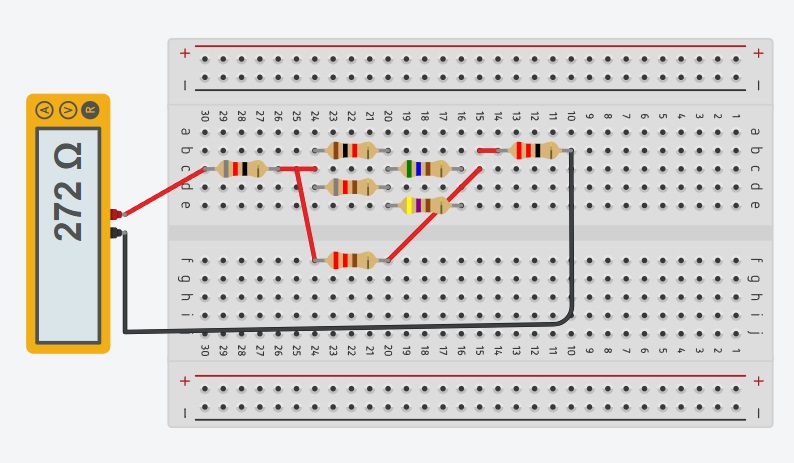 A V R
272 Ω
+ +
− −
30 29 28 27 26 25 24 23 22 21 20 19 18 17 16 15 14 13 12 11 10 9 8 7 6 5 4 3 2 1
a a
b b
c c
d d
e e
f f
g g
h h
i i
j j
30 29 28 27 26 25 24 23 22 21 20 19 18 17 16 15 14 13 12 11 10 9 8 7 6 5 4 3 2 1
+ +
− −